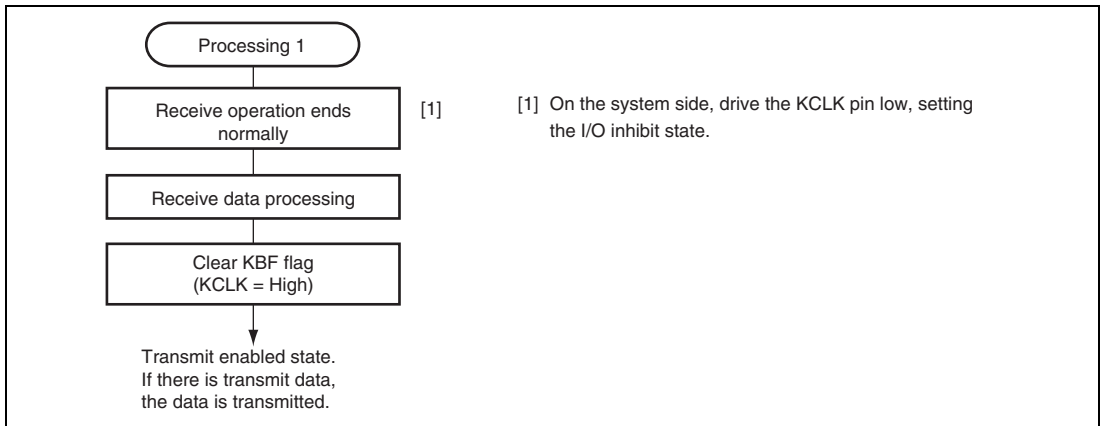 Processing 1
Receive operation ends
normally
[1]
[1] On the system side, drive the KCLK pin low, setting
the I/O inhibit state.
Receive data processing
Clear KBF flag
(KCLK = High)
Transmit enabled state.
If there is transmit data,
the data is transmitted.